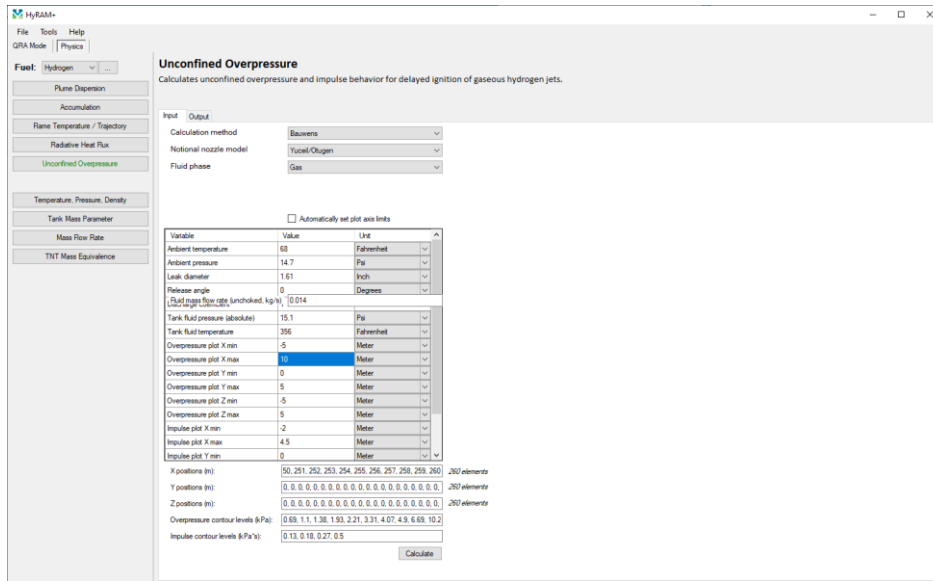 HyRAM+
File Tools Help
QRA Mode Physics
Fuel: Hydrogen ...
Plume Dispersion
Accumulation
Flame Temperature / Trajectory
Radiative Heat Flux
Unconfined Overpressure
Temperature, Pressure, Density
Tank Mass Parameter
Mass Flow Rate
TNT Mass Equivalence
Unconfined Overpressure
Calculates unconfined overpressure and impulse behavior for delayed ignition of gaseous hydrogen jets.
Input Output
Calculation method Bauwens
Notional nozzle model Yuceil/Otugen
Fluid phase Gas
Automatically set plot axis limits
Variable Value Unit
Ambient temperature 68 Fahrenheit
Ambient pressure 14.7 Psi
Leak diameter 1.61 Inch
Release angle 0 Degrees
Fluid mass flow rate (unchoked, kg/s) 0.014
Tank fluid pressure (absolute) 15.1 Psi
Tank fluid temperature 356 Fahrenheit
Overpressure plot X min -5 Meter
Overpressure plot X max 10 Meter
Overpressure plot Y min 0 Meter
Overpressure plot Y max 5 Meter
Overpressure plot Z min -5 Meter
Overpressure plot Z max 5 Meter
Impulse plot X min -2 Meter
Impulse plot X max 4.5 Meter
Impulse plot Y min 0 Meter
X positions (m): 50, 251, 252, 253, 254, 255, 256, 257, 258, 259, 260 260 elements
Y positions (m): 0, 0, 0, 0, 0, 0, 0, 0, 0, 0, 0, 0, 0, 0, 0, 0, 0, 0, 0, 0, 0, 260 elements
Z positions (m): 0, 0, 0, 0, 0, 0, 0, 0, 0, 0, 0, 0, 0, 0, 0, 0, 0, 0, 0, 0, 0, 260 elements
Overpressure contour levels (kPa): 0.69, 1.1, 1.38, 1.93, 2.21, 3.31, 4.07, 4.9, 6.69, 10.2
Impulse contour levels (kPa*s): 0.13, 0.18, 0.27, 0.5
Calculate